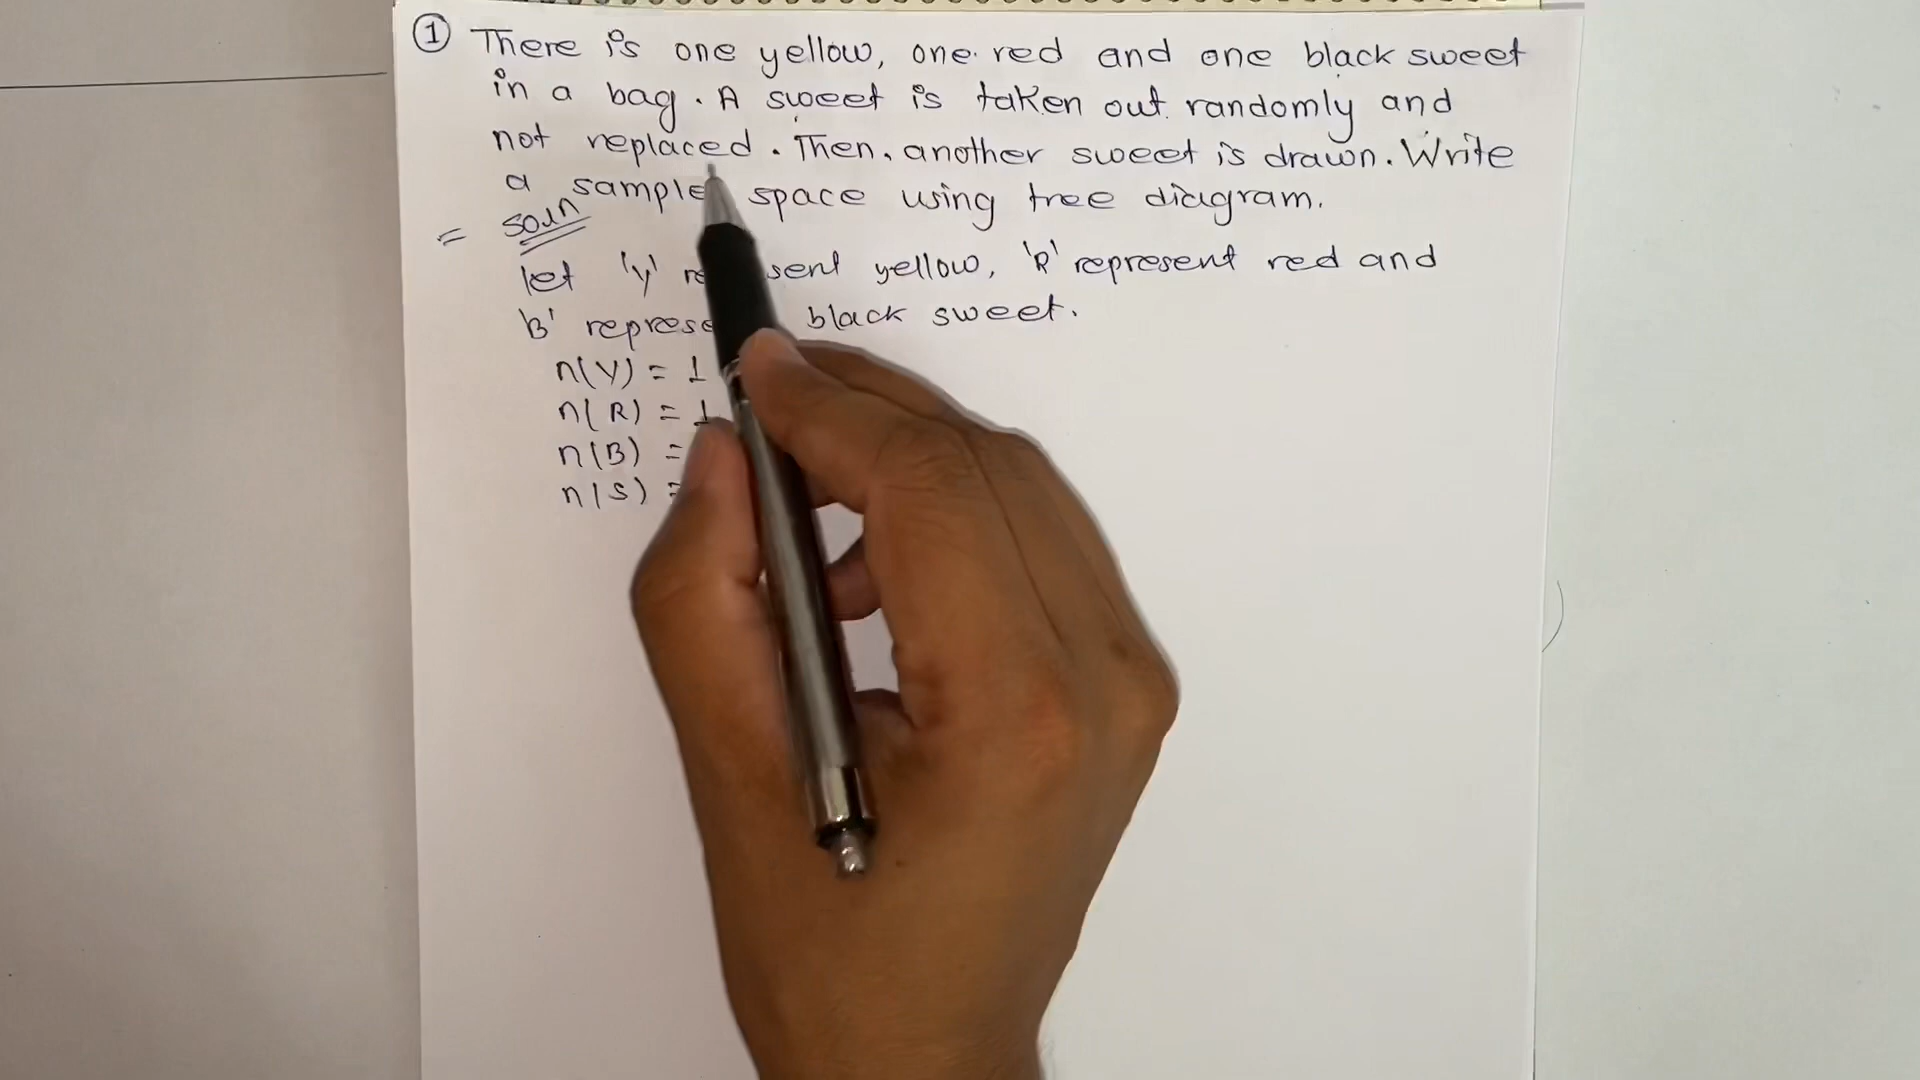 ① There is one yellow, one red and one black sweet
in a bag. A sweet is taken out randomly and
not replaced. Then, another sweet is drawn. Write
a sample space using tree diagram.
= Soln
let 'Y' sent yellow, 'R' represent red and
'B' black sweet.
n(Y) = 1
n(R) = 1
n(B) =
n(S) =